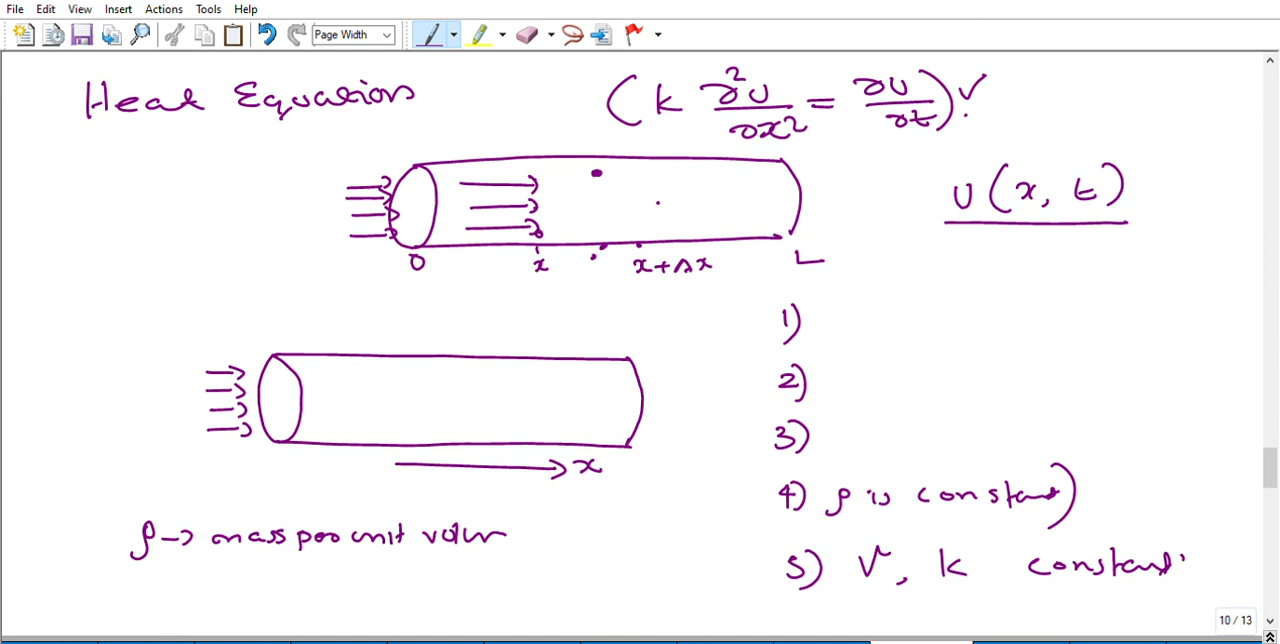 File Edit View Insert Actions Tools Help
Page Width
Heat Equation (k ∂²U/∂x² = ∂U/∂t) ✓
U(x, t)
0 x x+Δx L
1)
2)
3)
x
4) ρ is constant)
ρ → mass per unit volum
5) γ, k constant
10 / 13